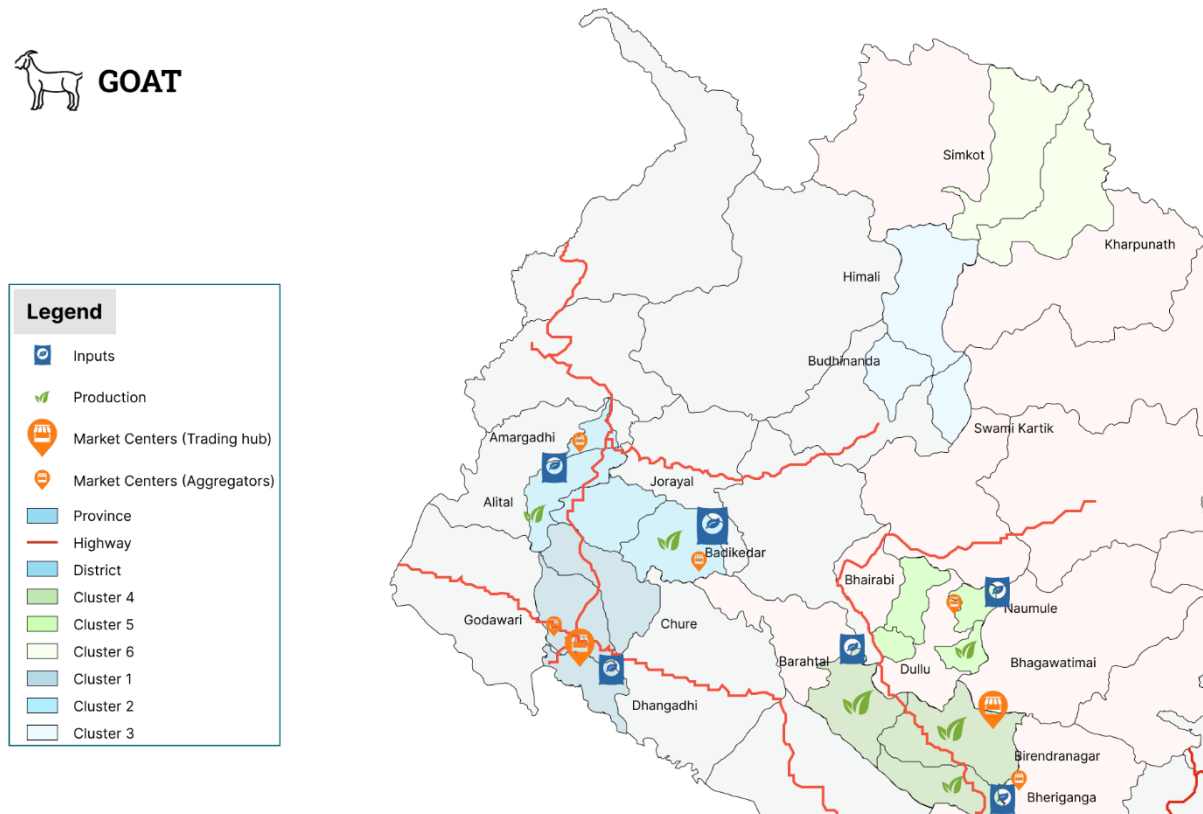 GOAT
Legend
Inputs
Production
Market Centers (Trading hub)
Market Centers (Aggregators)
Province
Highway
District
Cluster 4
Cluster 5
Cluster 6
Cluster 1
Cluster 2
Cluster 3
Simkot
Kharpunath
Himali
Budhinanda
Swami Kartik
Amargadhi
Jorayal
Alital
Badikedar
Bhairabi
Naumule
Godawari
Chure
Barahtal
Dullu
Bhagawatimai
Dhangadhi
Birendranagar
Bheriganga